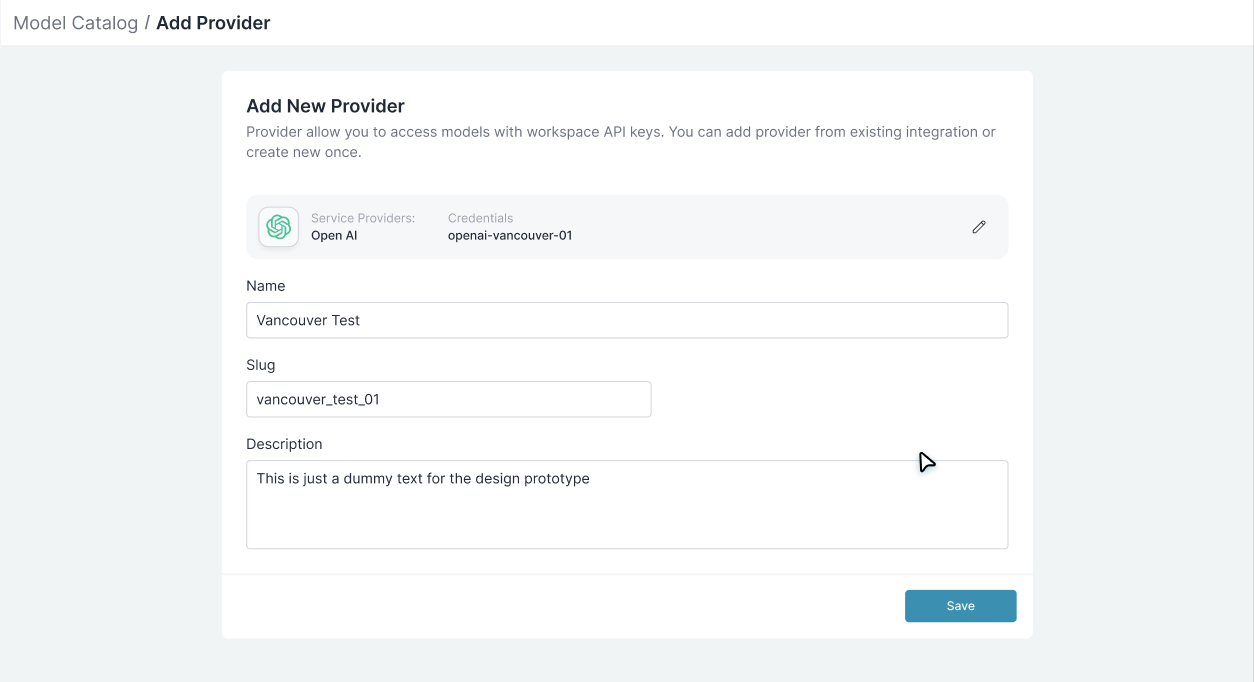 Model Catalog / Add Provider
Add New Provider
Provider allow you to access models with workspace API keys. You can add provider from existing integration or
create new once.
Service Providers: Credentials
Open AI openai-vancouver-01
Name
Vancouver Test
Slug
vancouver_test_01
Description
This is just a dummy text for the design prototype
Save